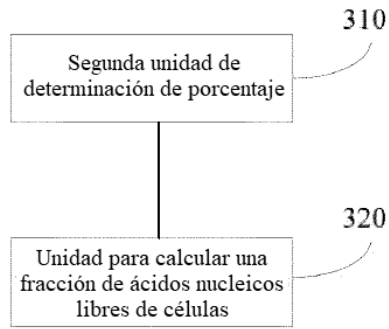 310
Segunda unidad de
determinación de porcentaje
320
Unidad para calcular una
fracción de ácidos nucleicos
libres de células